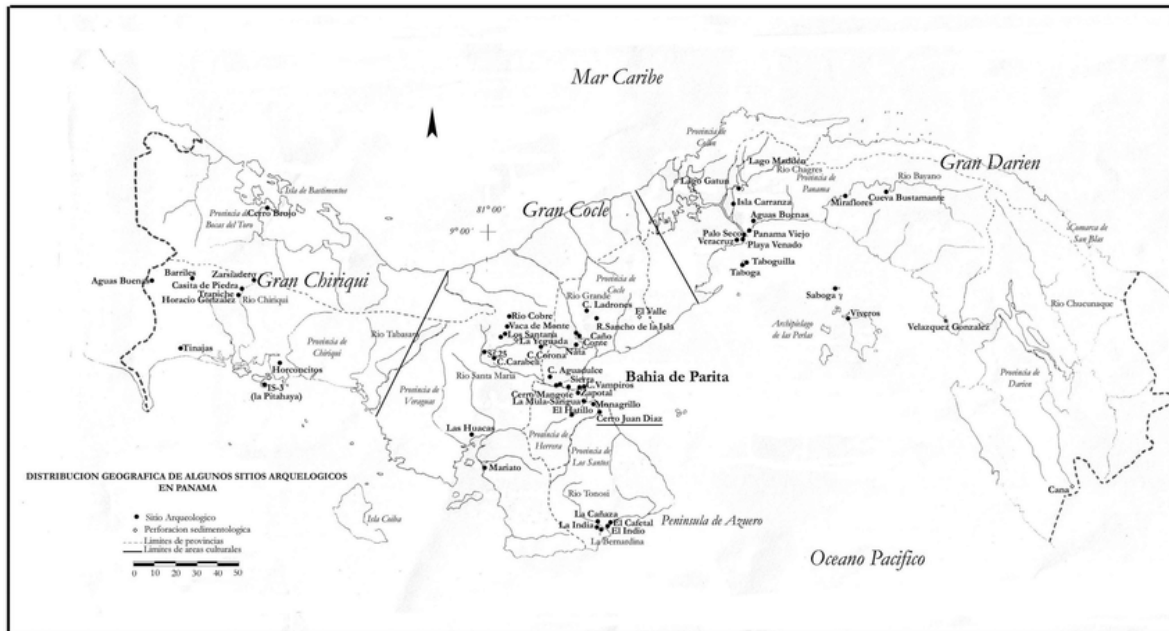 Mar Caribe
Provincia de
Colon
Lago Madden
Rio Chagres
Gran Darien
Lago Gatun
Provincia de
Panama
Rio Bayano
Isla de Bastimentos
Isla Carranza
Miraflores
Cueva Bustamante
Provincia de
Bocas del Toro
Cerro Brujo
81° 00'
9° 00'
Gran Cocle
Aguas Buenas
Palo Seco
Panama Viejo
Veracruz
Playa Venado
Comarca de
San Blas
Taboguilla
Taboga
Aguas Buenas
Barriles
Zarsiadero
Gran Chiriqui
Casita de Piedra
Trapiche
Horacio Gonzalez
Rio Chiriqui
Provincia de
Cocle
Rio Grande
C. Ladrones
El Valle
Saboga
Rio Chucunaque
Rio Cobre
R.Sancho de la Isla
Viveros
Archipielago
de las Perlas
Velazquez Gonzalez
Rio Tabasara
Vaca de Monte
Los Santana
La Yeguada
Caño
Conte
Nata
Tinajas
Provincia de
Chiriqui
SF25
C.Corona
C. Carabeli
Horconcitos
IS-3
(la Pitahaya)
Rio Santa Maria
C. Aguadulce
Sierra
Bahia de Parita
C. Vampiros
Cerro Mangote
Zapotal
La Mula-Sarigua
Monagrillo
El Hatillo
Cerro Juan Diaz
Provincia de
Veraguas
Provincia de
Darien
Las Huacas
Provincia de
Herrera
Provincia de
Los Santos
Mariato
DISTRIBUCION GEOGRAFICA DE ALGUNOS SITIOS ARQUELOGICOS
EN PANAMA
Rio Tonosi
Cana
Isla Coiba
La Cañaza
El Cafetal
Peninsula de Azuero
La India
El Indio
La Bernardina
Sitio Arqueologico
Perforacion sedimentologica
Limites de provincias
Limites de areas culturales
0 10 20 30 40 50
Oceano Pacifico